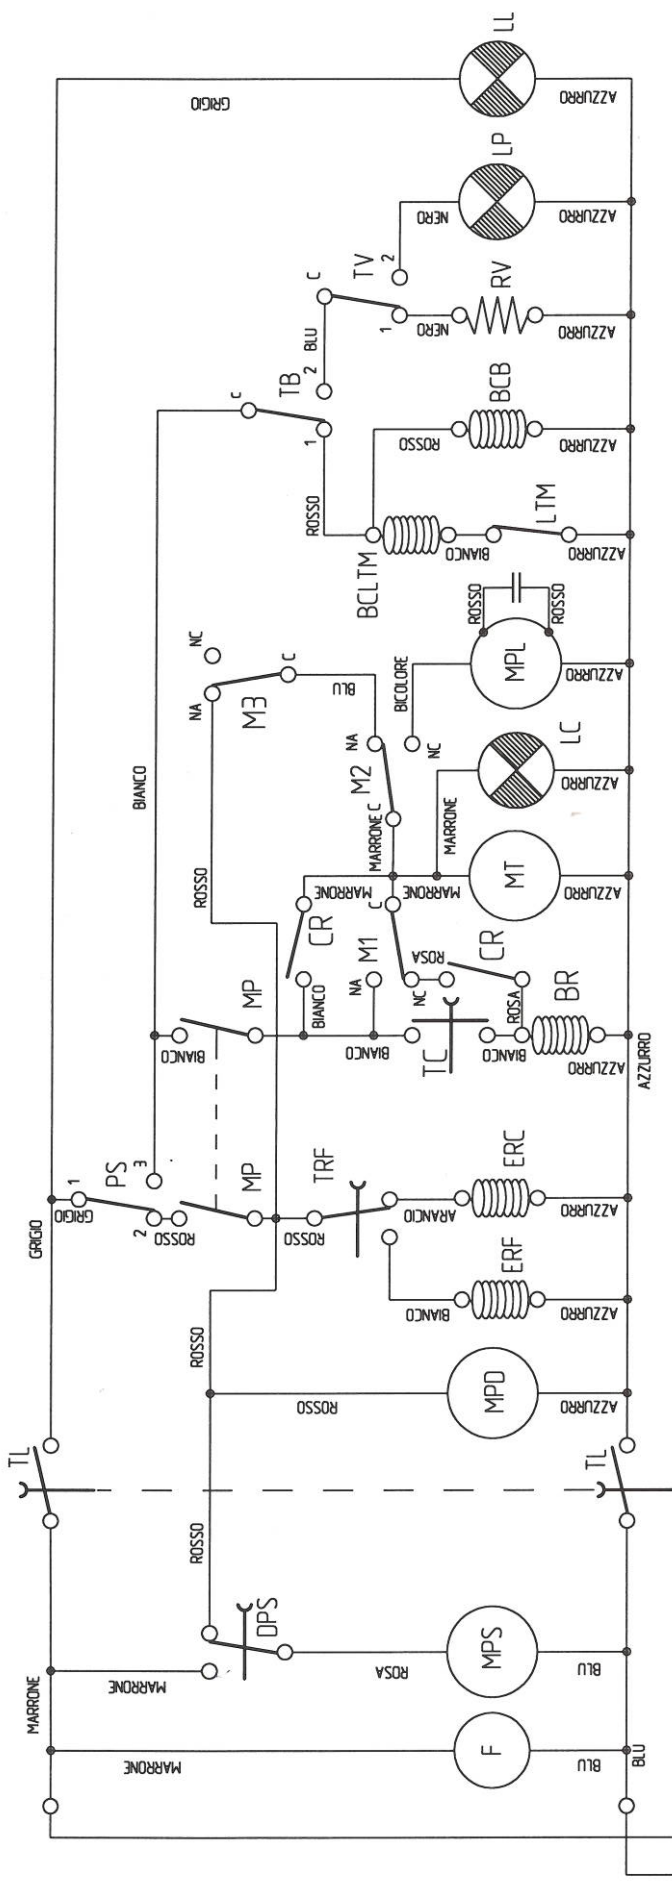 LL
GRIGIO
AZZURRO
LP
NERO
AZZURRO
TV
2
C
1
RV
NERO
AZZURRO
BLU
2
TB
C
1
BCB
ROSSO
AZZURRO
ROSSO
BCLTM
BIANCO
LTM
AZZURRO
NC
NA
C
M3
BLU
BICOLORE
ROSSO
ROSSO
MPL
AZZURRO
BIANCO
NA
M2
NC
C
MARRONE
MARRONE
LC
AZZURRO
ROSSO
MARRONE
MARRONE
MT
AZZURRO
CR
C
M1
NA
NC
ROSA
CR
BIANCO
ROSA
MP
BIANCO
BIANCO
TC
BIANCO
BR
AZZURRO
AZZURRO
3
PS
1
GRIGIO
2
ROSSO
MP
ROSSO
TRF
ARANCIO
ERC
AZZURRO
GRIGIO
BIANCO
ERF
AZZURRO
ROSSO
ROSSO
MPD
AZZURRO
TL
TL
ROSSO
DPS
MARRONE
ROSA
MPS
BLU
MARRONE
MARRONE
F
BLU
BLU